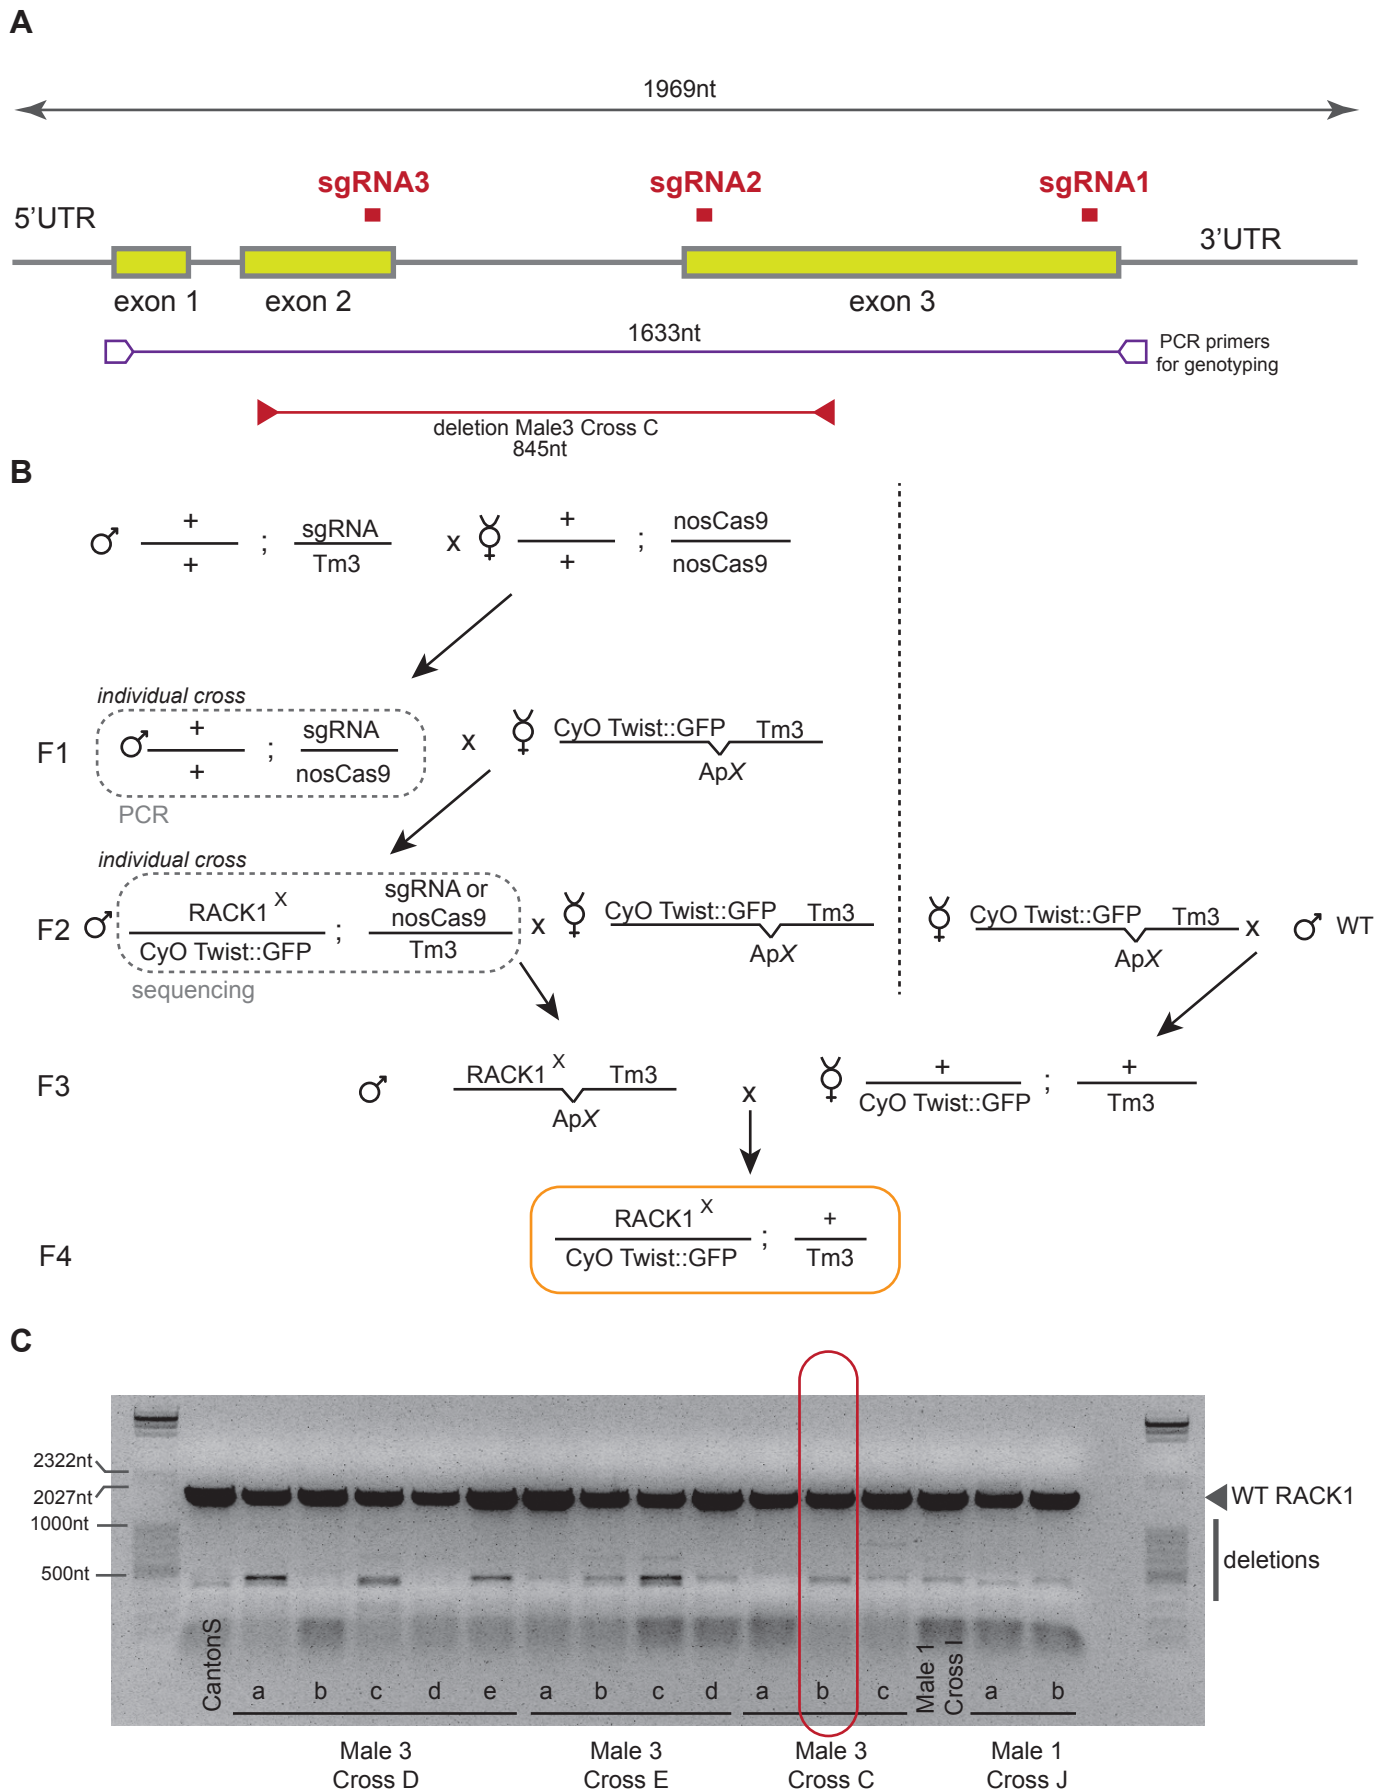 A
1969nt
sgRNA3 sgRNA2 sgRNA1
5’UTR
3’UTR
exon 1 exon 2 exon 3
1633nt
PCR primers
for genotyping
deletion Male3 Cross C
845nt
B
♂ + ; sgRNA x ☿ + ; nosCas9
+ Tm3 + nosCas9
individual cross
F1 ♂ + ; sgRNA x ☿ CyO Twist::GFP Tm3
+ nosCas9 ApX
PCR
individual cross
F2 ♂ RACK1 X ; sgRNA or nosCas9 x ☿ CyO Twist::GFP Tm3 ☿ CyO Twist::GFP Tm3 x ♂ WT
CyO Twist::GFP Tm3 ApX ApX
sequencing
F3 ♂ RACK1 X Tm3 x ☿ + ; +
ApX CyO Twist::GFP Tm3
F4 RACK1 X ; +
CyO Twist::GFP Tm3
C
2322nt
2027nt
1000nt
500nt
WT RACK1
deletions
CantonS
a b c d e a b c d a b c
Male 1
Cross I
a b
Male 3
Cross D
Male 3
Cross E
Male 3
Cross C
Male 1
Cross J